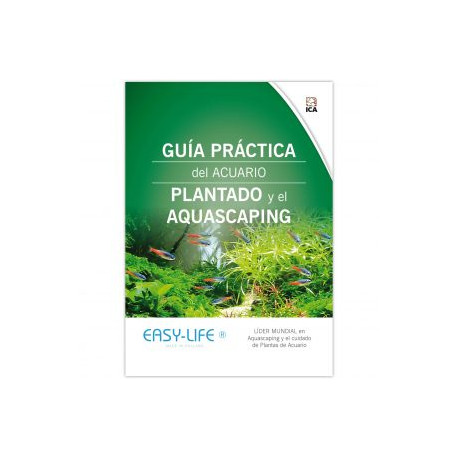 ICA
GUÍA PRÁCTICA
del ACUARIO
PLANTADO y el
AQUASCAPING
EASY-LIFE ®
LÍDER MUNDIAL en
Aquascaping y el cuidado
de Plantas de Acuario